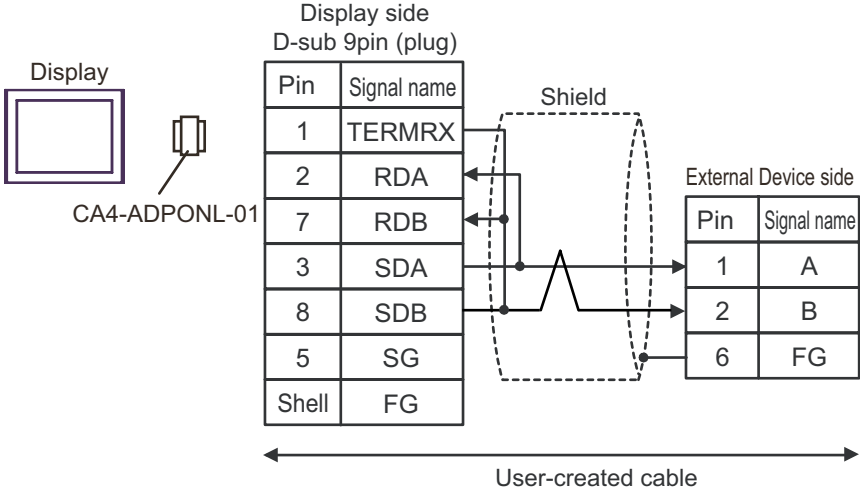 Display side
D-sub 9pin (plug)
Display
CA4-ADPONL-01
Pin Signal name
1 TERMRX
2 RDA
7 RDB
3 SDA
8 SDB
5 SG
Shell FG
Shield
External Device side
Pin Signal name
1 A
2 B
6 FG
User-created cable